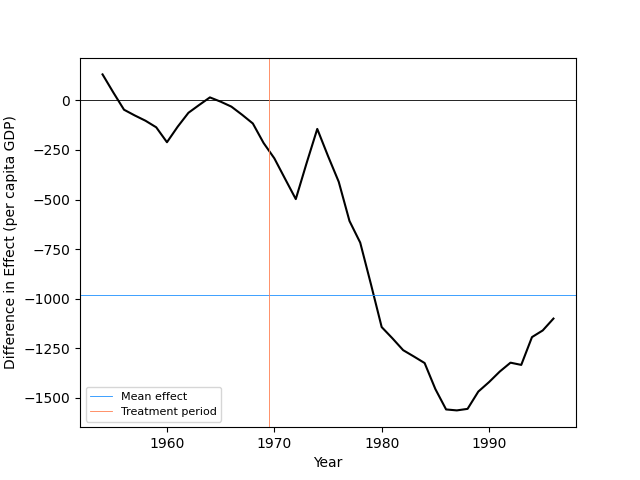 0
−250
−500
−750
−1000
−1250
−1500
Difference in Effect (per capita GDP)
Mean effect
Treatment period
1960 1970 1980 1990
Year